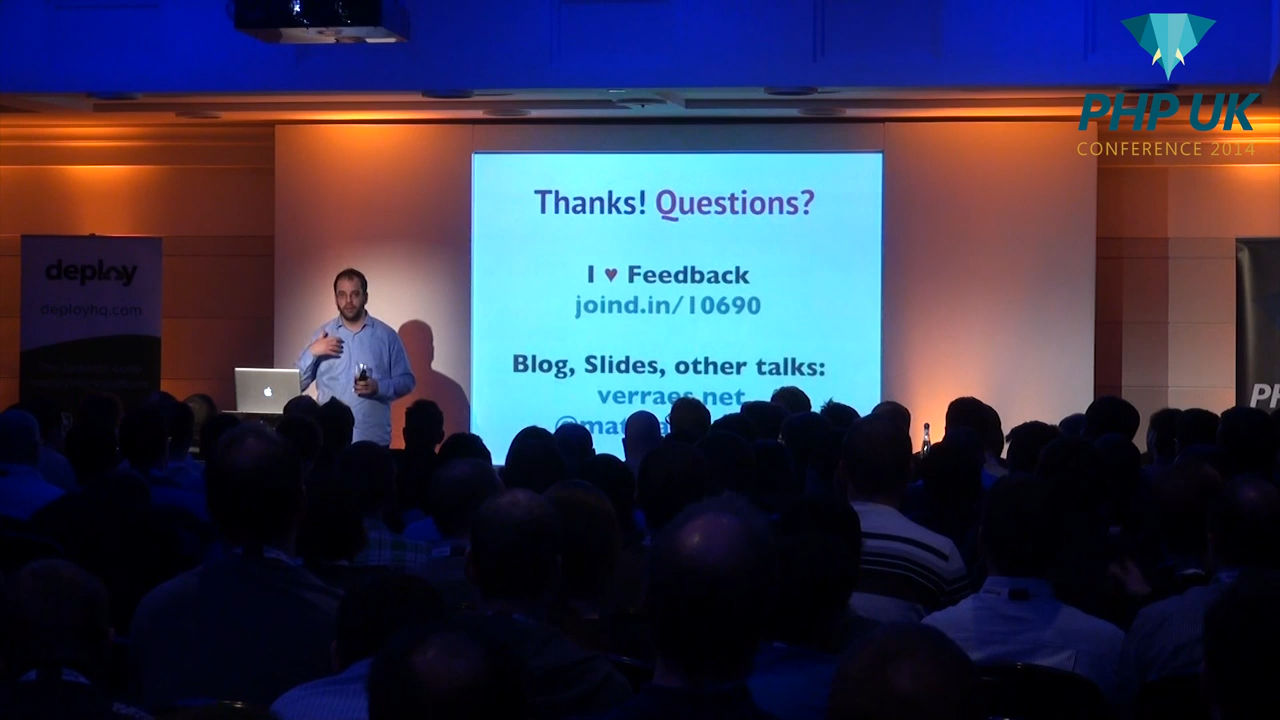 PHP UK
CONFERENCE 2014
Thanks! Questions?
I ♥ Feedback
joind.in/10690
Blog, Slides, other talks:
verraes.net
deploy
deployhq.com